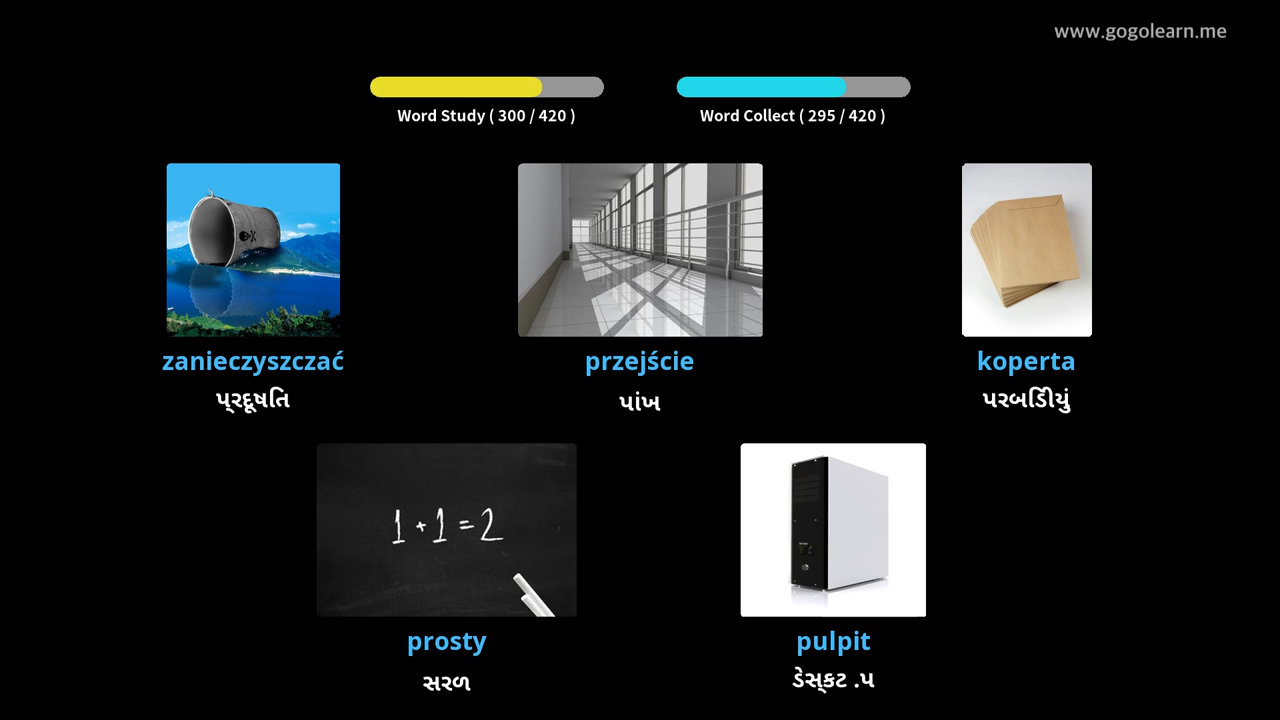 www.gogolearn.me
Word Study ( 300 / 420 )
Word Collect ( 295 / 420 )
zanieczyszczać
પ્રદૂષતિ
przejście
પાંખ
koperta
પરબડિીયું
1 + 1 = 2
prosty
સરળ
pulpit
ડેસ્કટ .પ